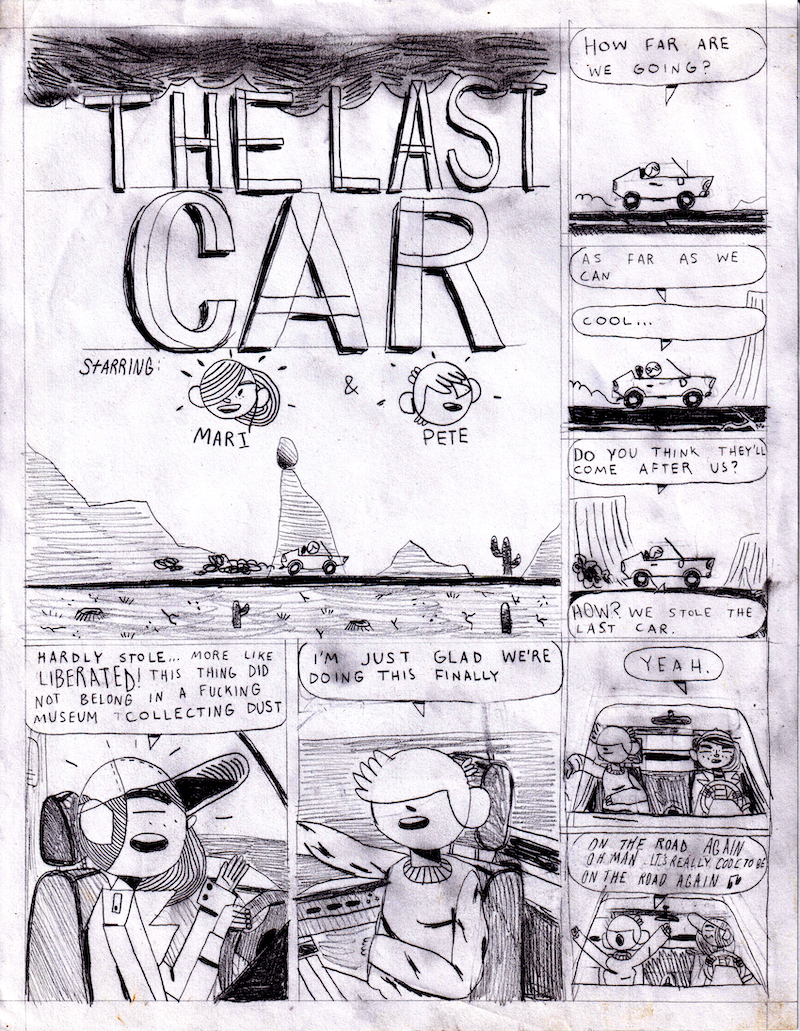 THE LAST
CAR
STARRING:
&
MARI
PETE
HOW FAR ARE
WE GOING?
AS FAR AS WE
CAN
COOL...
DO YOU THINK THEY'LL
COME AFTER US?
HOW? WE STOLE THE
LAST CAR.
HARDLY STOLE... MORE LIKE
LIBERATED! THIS THING DID
NOT BELONG IN A FUCKING
MUSEUM COLLECTING DUST
I'M JUST GLAD WE'RE
DOING THIS FINALLY
YEAH.
ON THE ROAD AGAIN
OH MAN. IT'S REALLY COOL TO BE
ON THE ROAD AGAIN